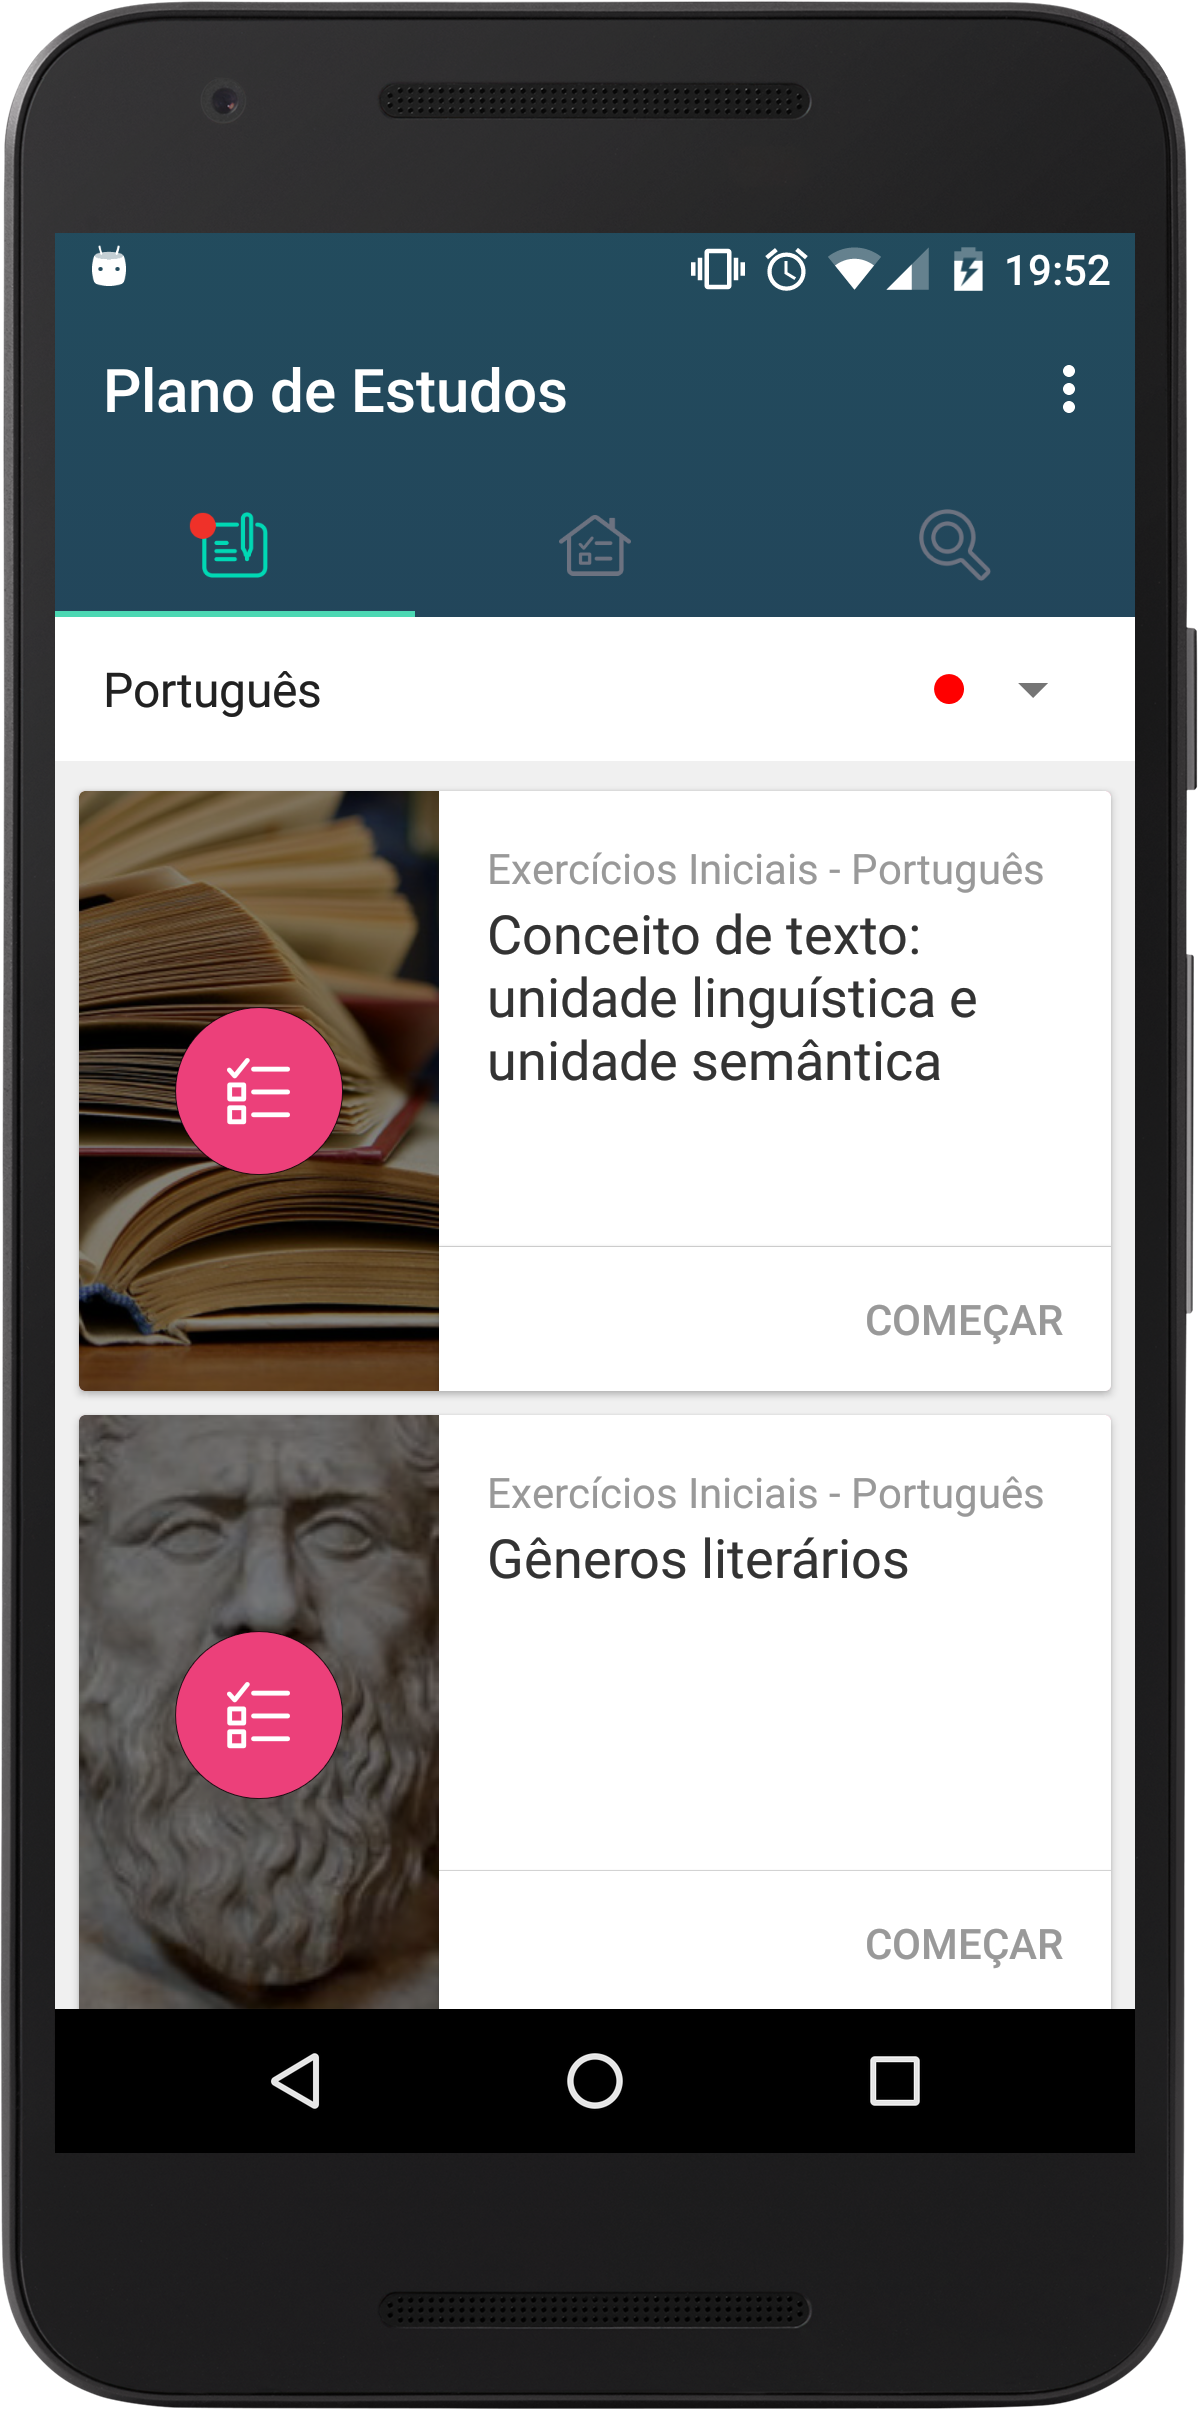 19:52
Plano de Estudos
Português
Exercícios Iniciais - Português
Conceito de texto:
unidade linguística e
unidade semântica
COMEÇAR
Exercícios Iniciais - Português
Gêneros literários
COMEÇAR